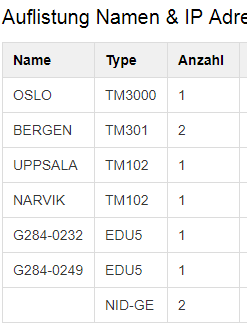 Auflistung Namen & IP Adre
Name Type Anzahl
OSLO TM3000 1
BERGEN TM301 2
UPPSALA TM102 1
NARVIK TM102 1
G284-0232 EDU5 1
G284-0249 EDU5 1
NID-GE 2